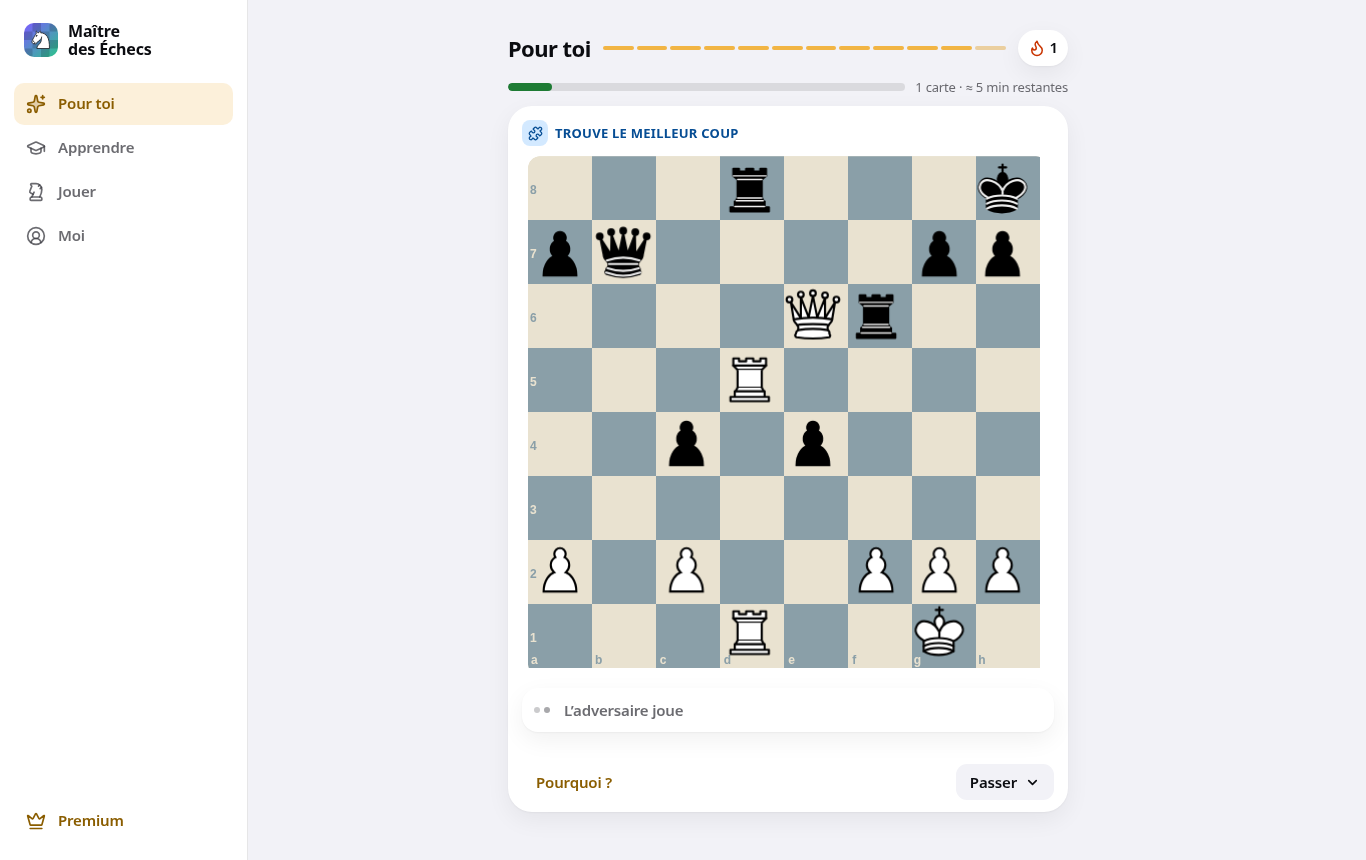 Maître
des Échecs
Pour toi
Apprendre
Jouer
Moi
Premium
Pour toi
1
1 carte · ≈ 5 min restantes
TROUVE LE MEILLEUR COUP
8
7
6
5
4
3
2
1
a b c d e f g h
L’adversaire joue
Pourquoi ?
Passer